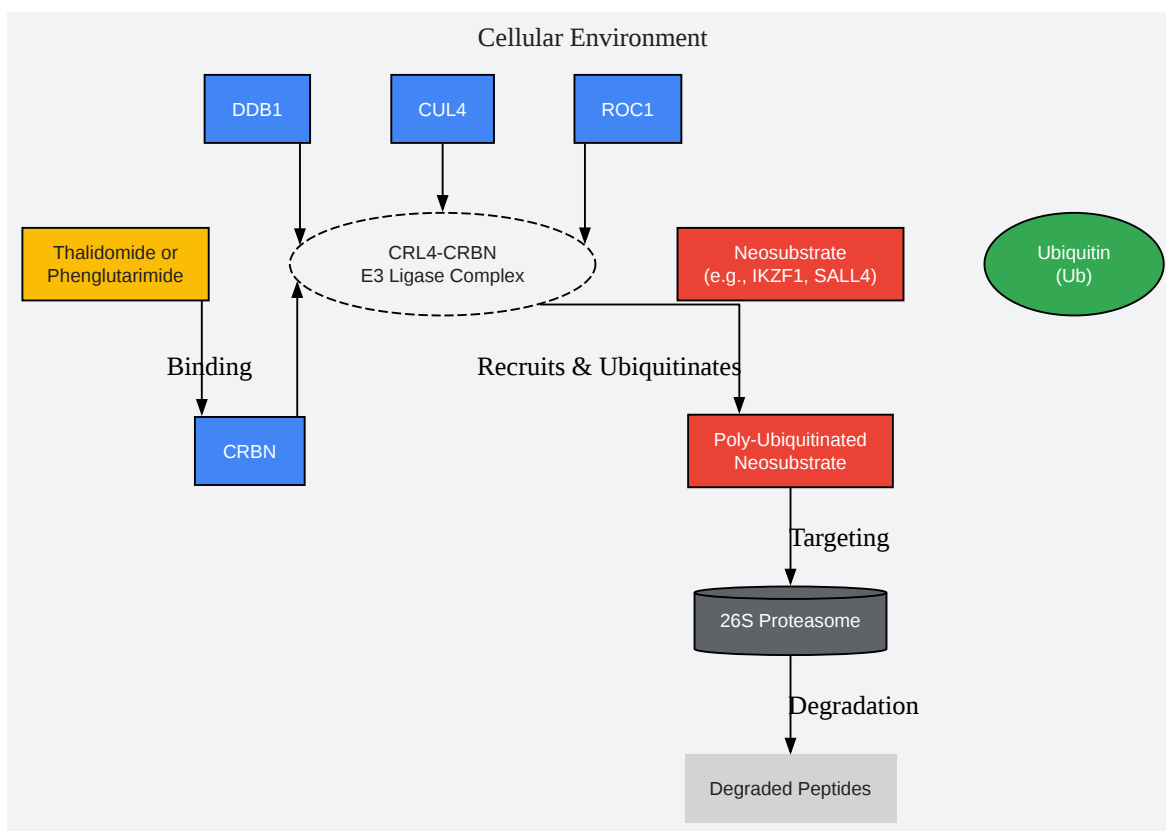 Cellular Environment
DDB1
CUL4
ROC1
Thalidomide or
Phenglutarimide
CRL4-CRBN
E3 Ligase Complex
Neosubstrate
(e.g., IKZF1, SALL4)
Ubiquitin
(Ub)
Binding
Recruits & Ubiquitinates
CRBN
Poly-Ubiquitinated
Neosubstrate
Targeting
26S Proteasome
Degradation
Degraded Peptides